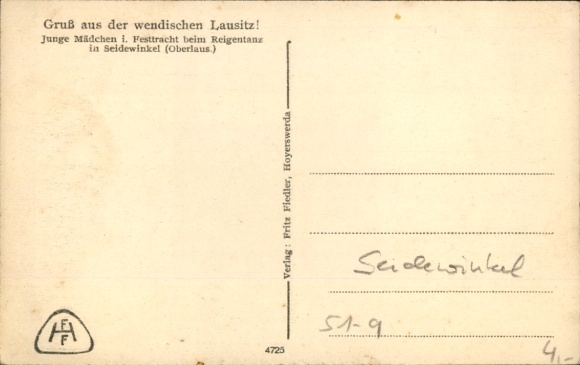 Gruß aus der wendischen Lausitz!
Junge Mädchen i. Festtracht beim Reigentanz
in Seidewinkel (Oberlaus.)
Verlag: Fritz Fiedler, Hoyerswerda
Seidewinkel
51-9
4,-
FHF
4725